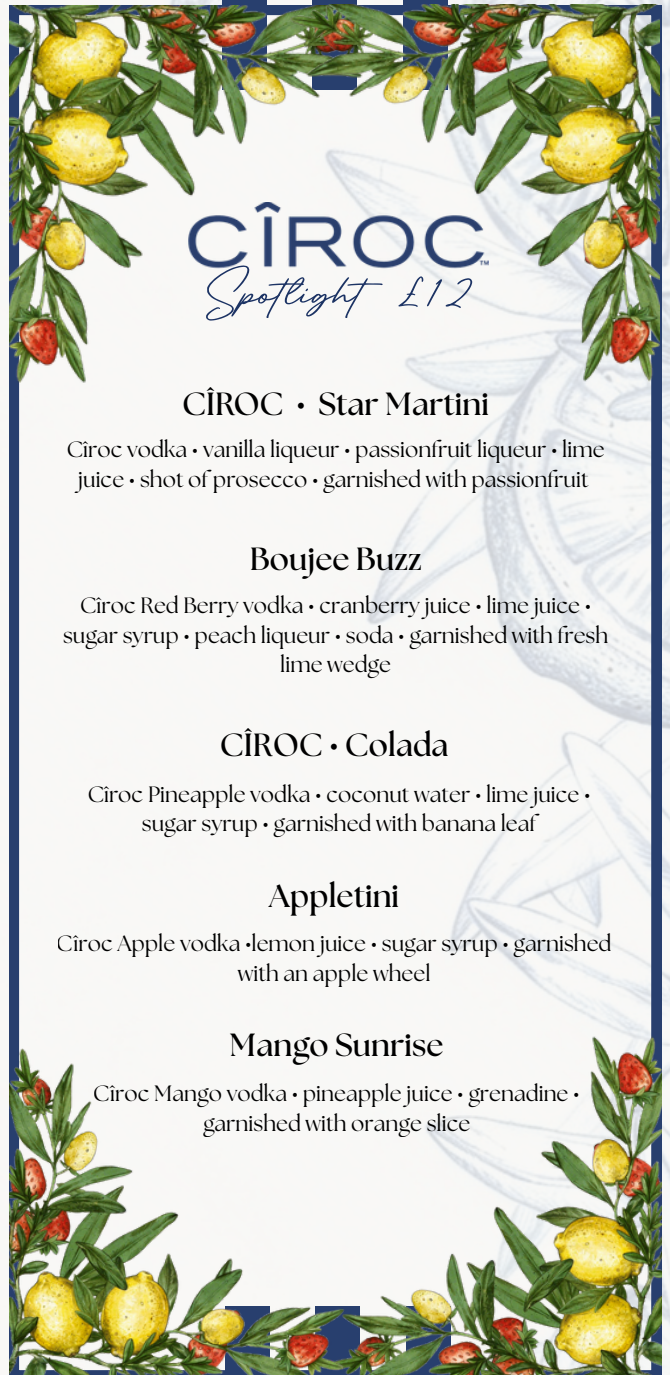 CÎROC™
Spotlight £12
CÎROC • Star Martini
Cîroc vodka • vanilla liqueur • passionfruit liqueur • lime
juice • shot of prosecco • garnished with passionfruit
Boujee Buzz
Cîroc Red Berry vodka • cranberry juice • lime juice •
sugar syrup • peach liqueur • soda • garnished with fresh
lime wedge
CÎROC • Colada
Cîroc Pineapple vodka • coconut water • lime juice •
sugar syrup • garnished with banana leaf
Appletini
Cîroc Apple vodka •lemon juice • sugar syrup • garnished
with an apple wheel
Mango Sunrise
Cîroc Mango vodka • pineapple juice • grenadine •
garnished with orange slice